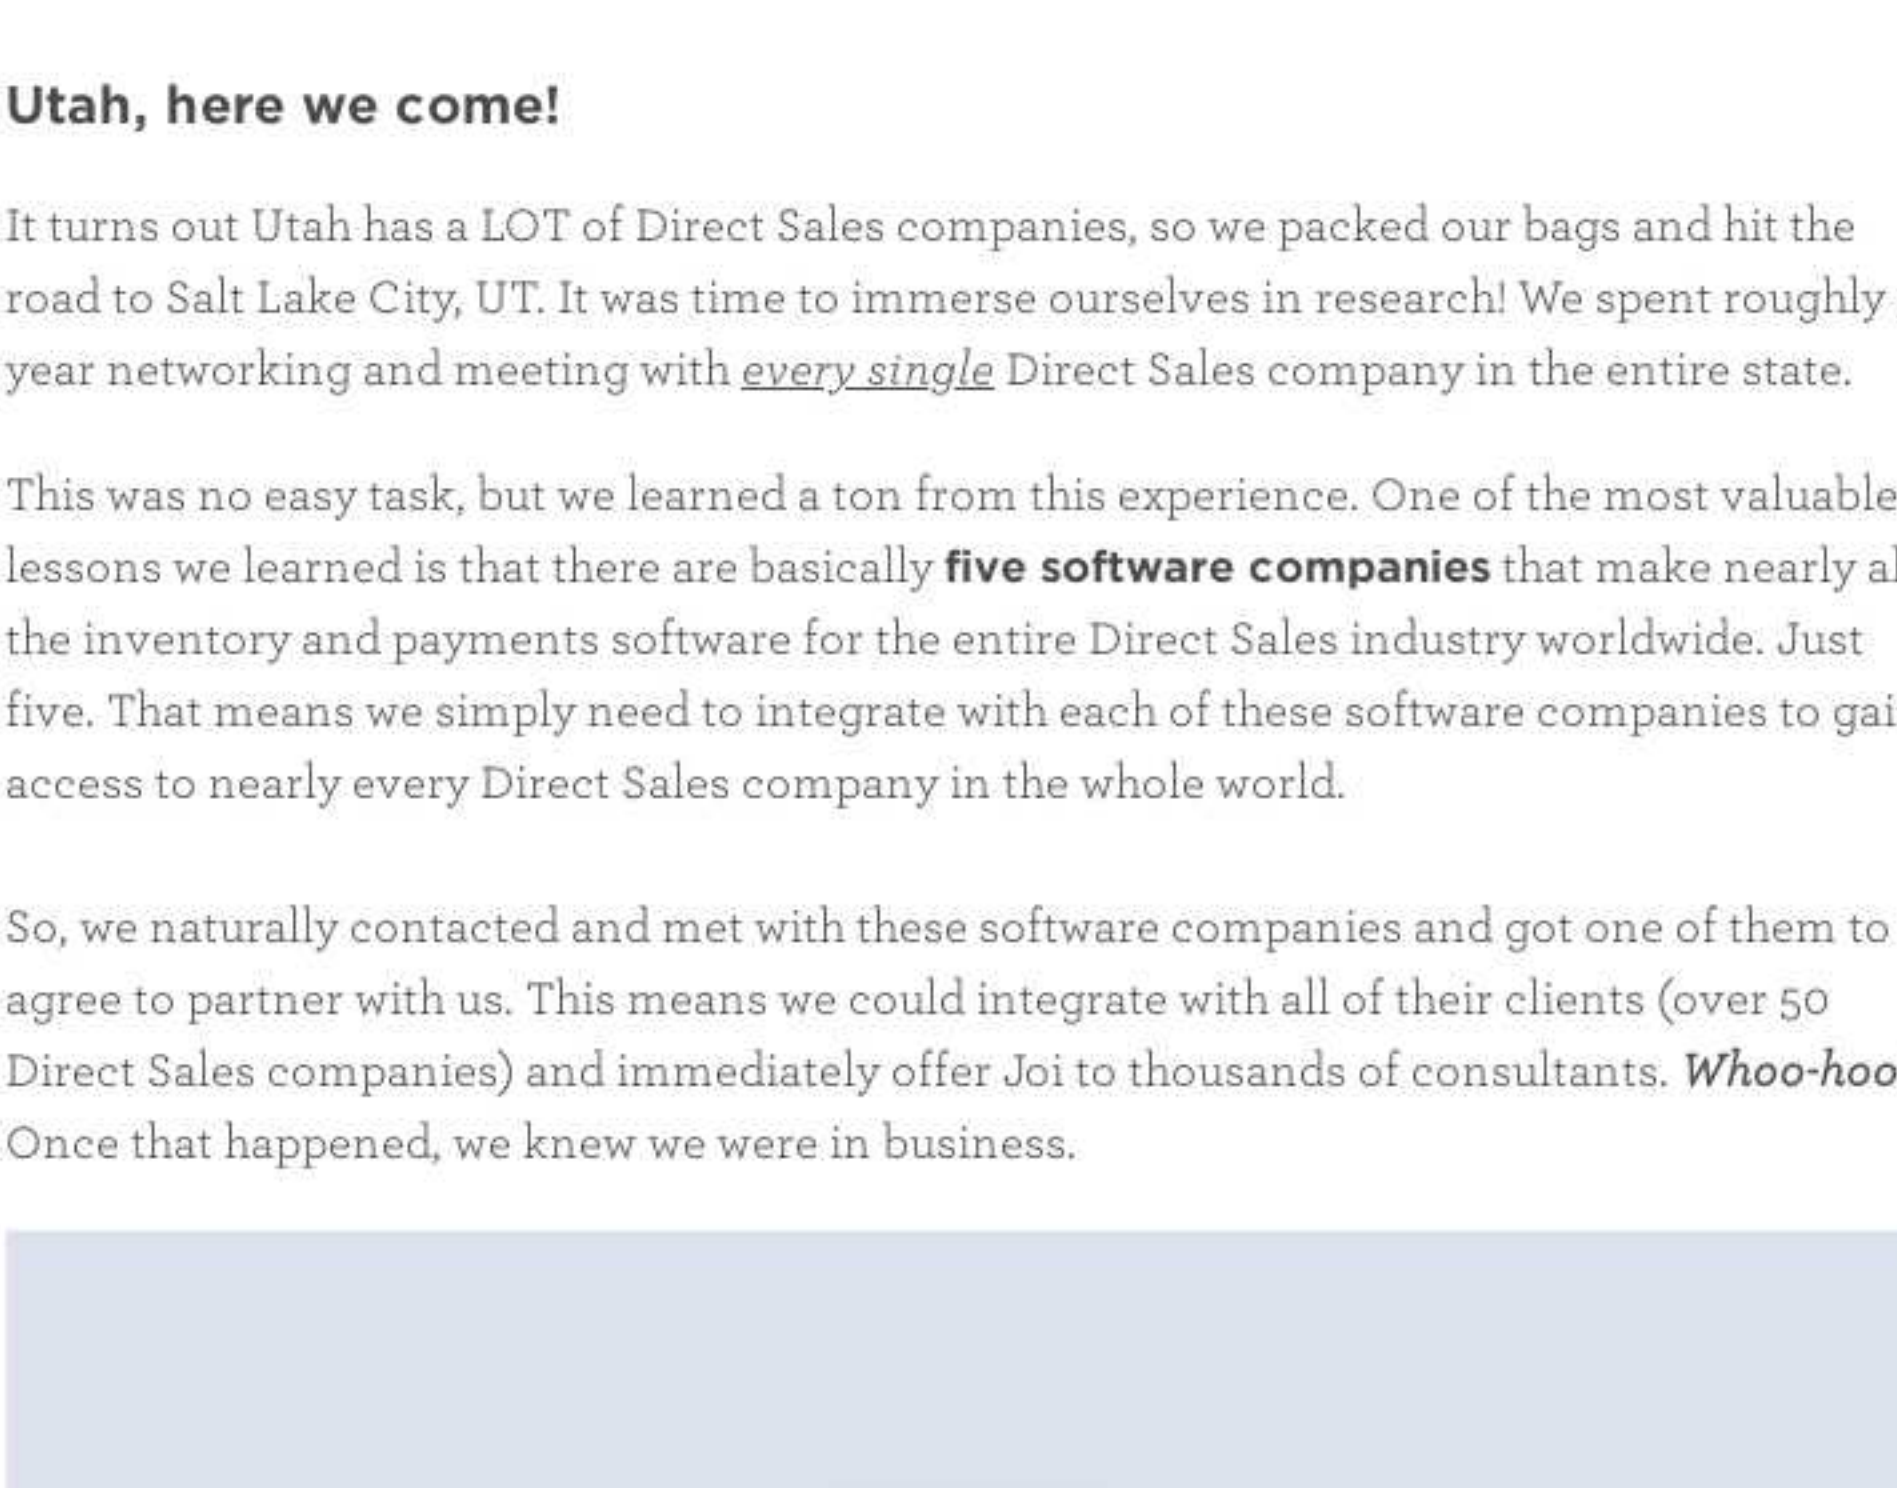 Utah, here we come!
It turns out Utah has a LOT of Direct Sales companies, so we packed our bags and hit the
road to Salt Lake City, UT. It was time to immerse ourselves in research! We spent roughly
year networking and meeting with every single Direct Sales company in the entire state.
This was no easy task, but we learned a ton from this experience. One of the most valuable
lessons we learned is that there are basically five software companies that make nearly
the inventory and payments software for the entire Direct Sales industry worldwide. Just
five. That means we simply need to integrate with each of these software companies to
access to nearly every Direct Sales company in the whole world.
So, we naturally contacted and met with these software companies and got one of them to
agree to partner with us. This means we could integrate with all of their clients (over 50
Direct Sales companies) and immediately offer Joi to thousands of consultants. Whoo-hoo
Once that happened, we knew we were in business.